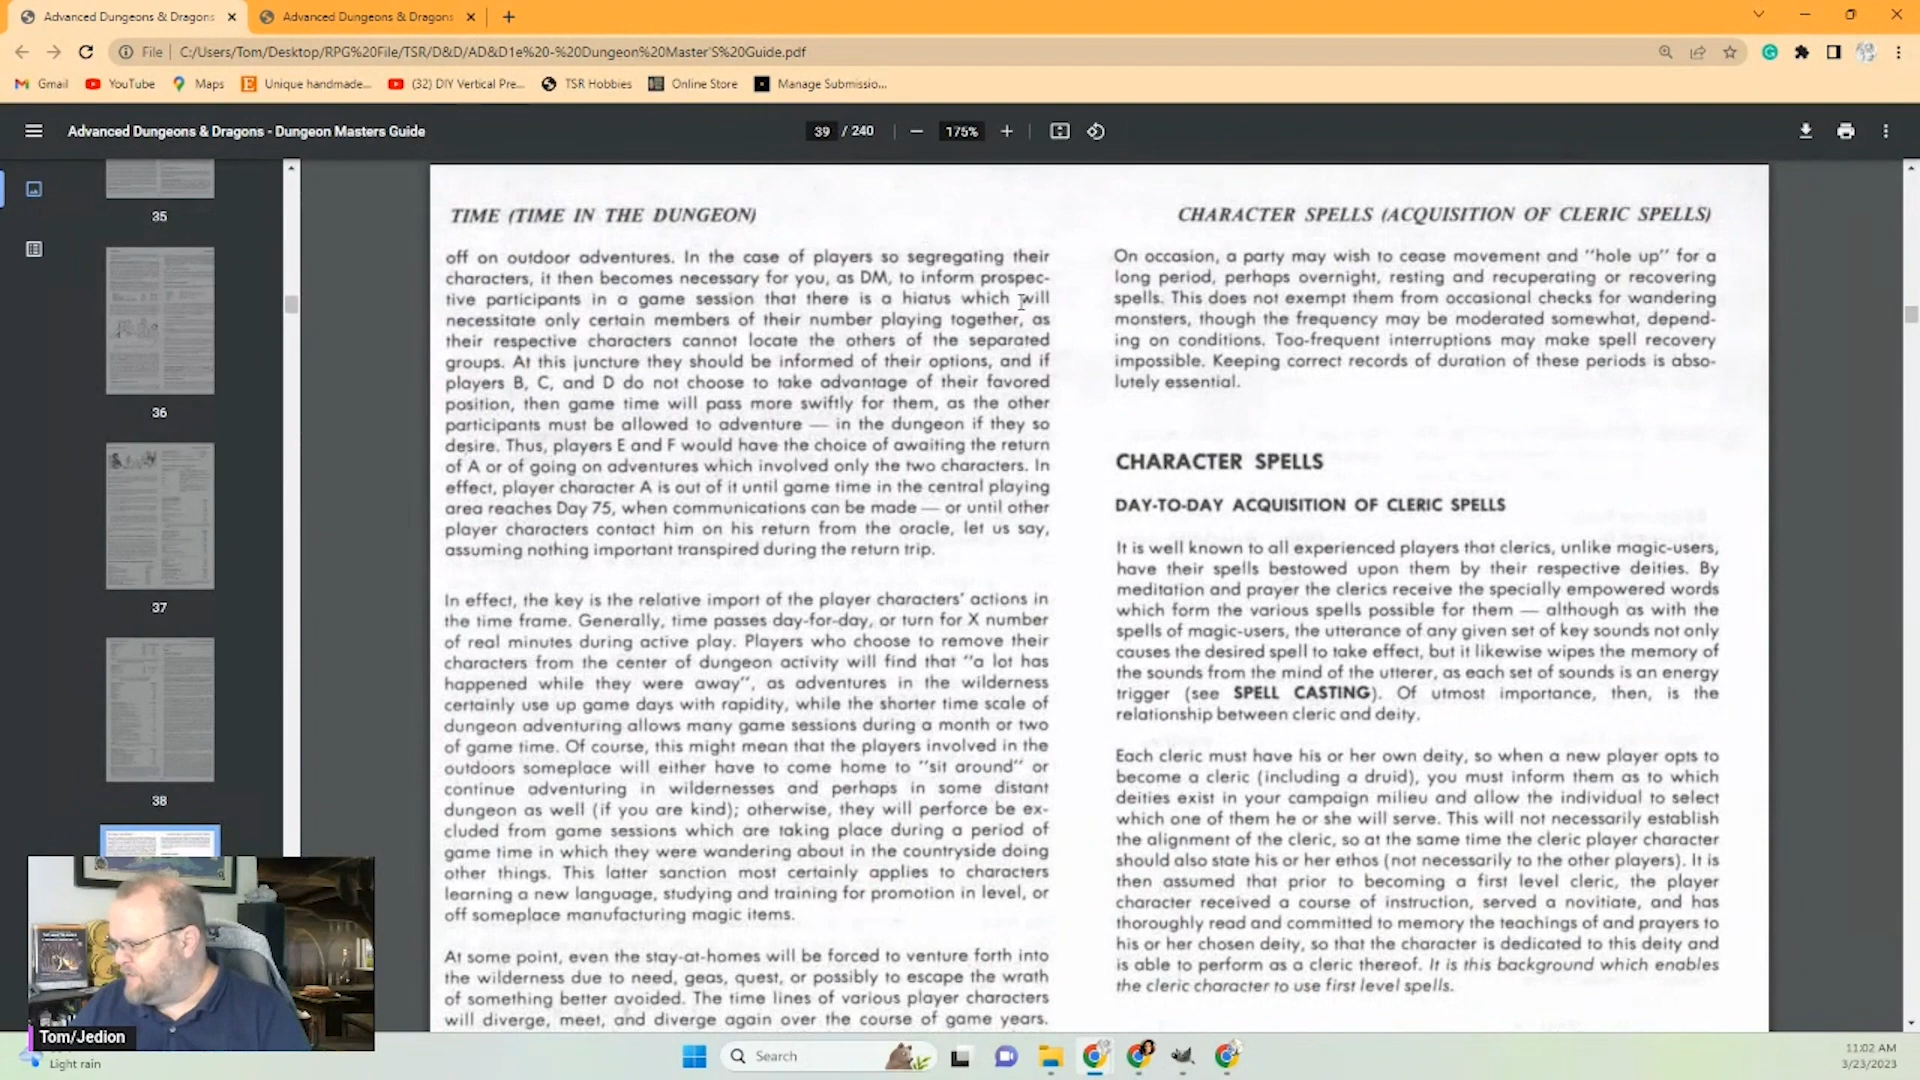 Advanced Dungeons & Dragons
Advanced Dungeons & Dragons
File
C:/Users/Tom/Desktop/RPG%20File/TSR/D&D/AD&D1e%20-%20Dungeon%20Master'S%20Guide.pdf
Gmail
YouTube
Maps
Unique handmade...
(32) DIY Vertical Pre...
TSR Hobbies
Online Store
Manage Submissio...
Advanced Dungeons & Dragons - Dungeon Masters Guide
39 / 240
175%
35
36
37
38
TIME (TIME IN THE DUNGEON)
off on outdoor adventures. In the case of players so segregating their
characters, it then becomes necessary for you, as DM, to inform prospec-
tive participants in a game session that there is a hiatus which will
necessitate only certain members of their number playing together, as
their respective characters cannot locate the others of the separated
groups. At this juncture they should be informed of their options, and if
players B, C, and D do not choose to take advantage of their favored
position, then game time will pass more swiftly for them, as the other
participants must be allowed to adventure — in the dungeon if they so
desire. Thus, players E and F would have the choice of awaiting the return
of A or of going on adventures which involved only the two characters. In
effect, player character A is out of it until game time in the central playing
area reaches Day 75, when communications can be made — or until other
player characters contact him on his return from the oracle, let us say,
assuming nothing important transpired during the return trip.
In effect, the key is the relative import of the player characters' actions in
the time frame. Generally, time passes day-for-day, or turn for X number
of real minutes during active play. Players who choose to remove their
characters from the center of dungeon activity will find that "a lot has
happened while they were away", as adventures in the wilderness
certainly use up game days with rapidity, while the shorter time scale of
dungeon adventuring allows many game sessions during a month or two
of game time. Of course, this might mean that the players involved in the
outdoors someplace will either have to come home to "sit around" or
continue adventuring in wildernesses and perhaps in some distant
dungeon as well (if you are kind); otherwise, they will perforce be ex-
cluded from game sessions which are taking place during a period of
game time in which they were wandering about in the countryside doing
other things. This latter sanction most certainly applies to characters
learning a new language, studying and training for promotion in level, or
off someplace manufacturing magic items.
At some point, even the stay-at-homes will be forced to venture forth into
the wilderness due to need, geas, quest, or possibly to escape the wrath
of something better avoided. The time lines of various player characters
will diverge, meet, and diverge again over the course of game years.
CHARACTER SPELLS (ACQUISITION OF CLERIC SPELLS)
On occasion, a party may wish to cease movement and "hole up" for a
long period, perhaps overnight, resting and recuperating or recovering
spells. This does not exempt them from occasional checks for wandering
monsters, though the frequency may be moderated somewhat, depend-
ing on conditions. Too-frequent interruptions may make spell recovery
impossible. Keeping correct records of duration of these periods is abso-
lutely essential.
CHARACTER SPELLS
DAY-TO-DAY ACQUISITION OF CLERIC SPELLS
It is well known to all experienced players that clerics, unlike magic-users,
have their spells bestowed upon them by their respective deities. By
meditation and prayer the clerics receive the specially empowered words
which form the various spells possible for them — although as with the
spells of magic-users, the utterance of any given set of key sounds not only
causes the desired spell to take effect, but it likewise wipes the memory of
the sounds from the mind of the utterer, as each set of sounds is an energy
trigger (see SPELL CASTING). Of utmost importance, then, is the
relationship between cleric and deity.
Each cleric must have his or her own deity, so when a new player opts to
become a cleric (including a druid), you must inform them as to which
deities exist in your campaign milieu and allow the individual to select
which one of them he or she will serve. This will not necessarily establish
the alignment of the cleric, so at the same time the cleric player character
should also state his or her ethos (not necessarily to the other players). It is
then assumed that prior to becoming a first level cleric, the player
character received a course of instruction, served a novitiate, and has
thoroughly read and committed to memory the teachings of and prayers to
his or her chosen deity, so that the character is dedicated to this deity and
is able to perform as a cleric thereof. It is this background which enables
the cleric character to use first level spells.
Tom/Jedion
Light rain
Search
11:02 AM
3/23/2023